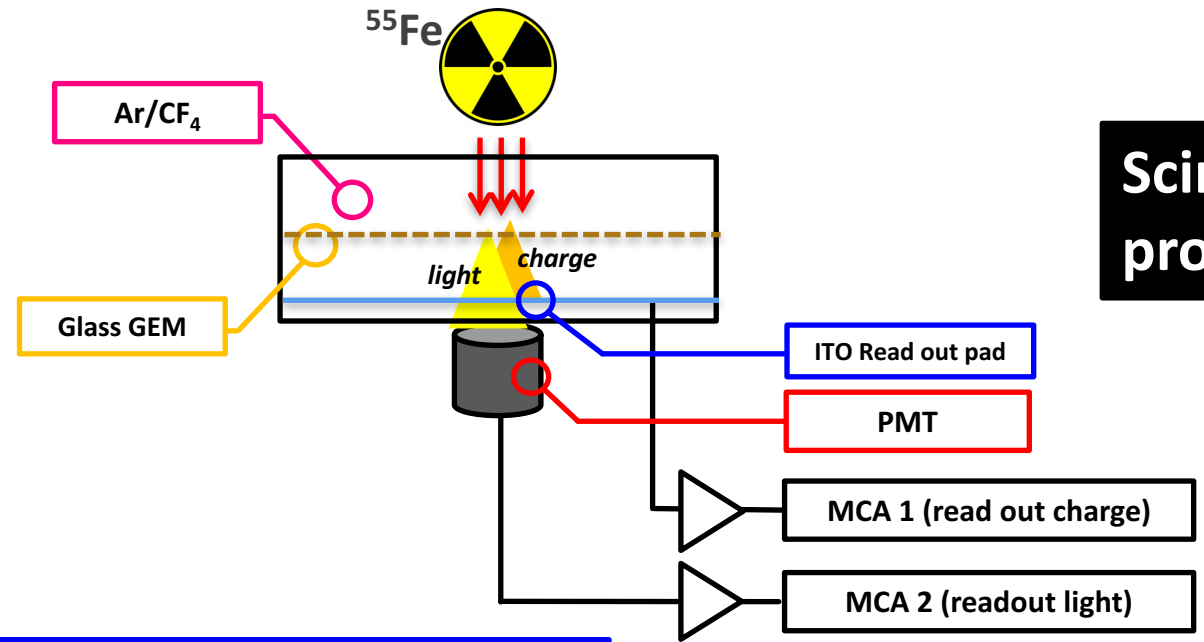 ⁵⁵Fe
Ar/CF₄
light
charge
Glass GEM
ITO Read out pad
PMT
MCA 1 (read out charge)
MCA 2 (readout light)